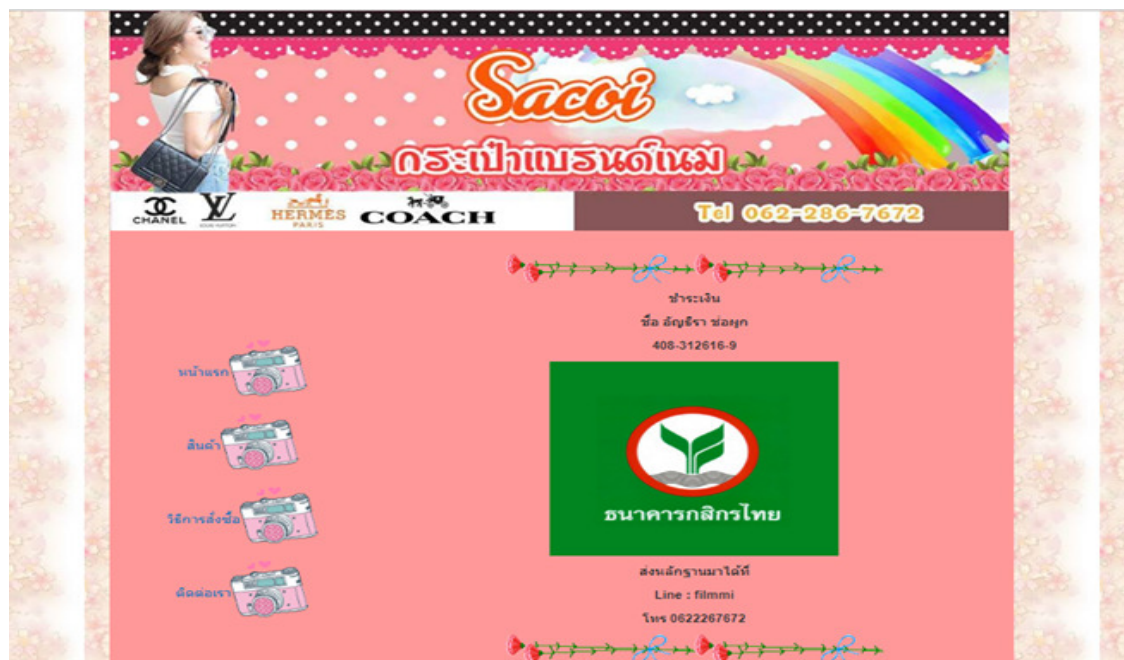 Sacoi
กระเป๋าแบรนด์เนม
CHANEL
LV
HERMES
PARIS
COACH
Tel 062-286-7672
ชำระเงิน
ชื่อ อัญธิรา ช่อผูก
408-312616-9
หน้าแรก
สินค้า
ธนาคารกสิกรไทย
วิธีการสั่งซื้อ
ส่งหลักฐานมาได้ที่
ติดต่อเรา
Line : filmmi
โทร 0622267672